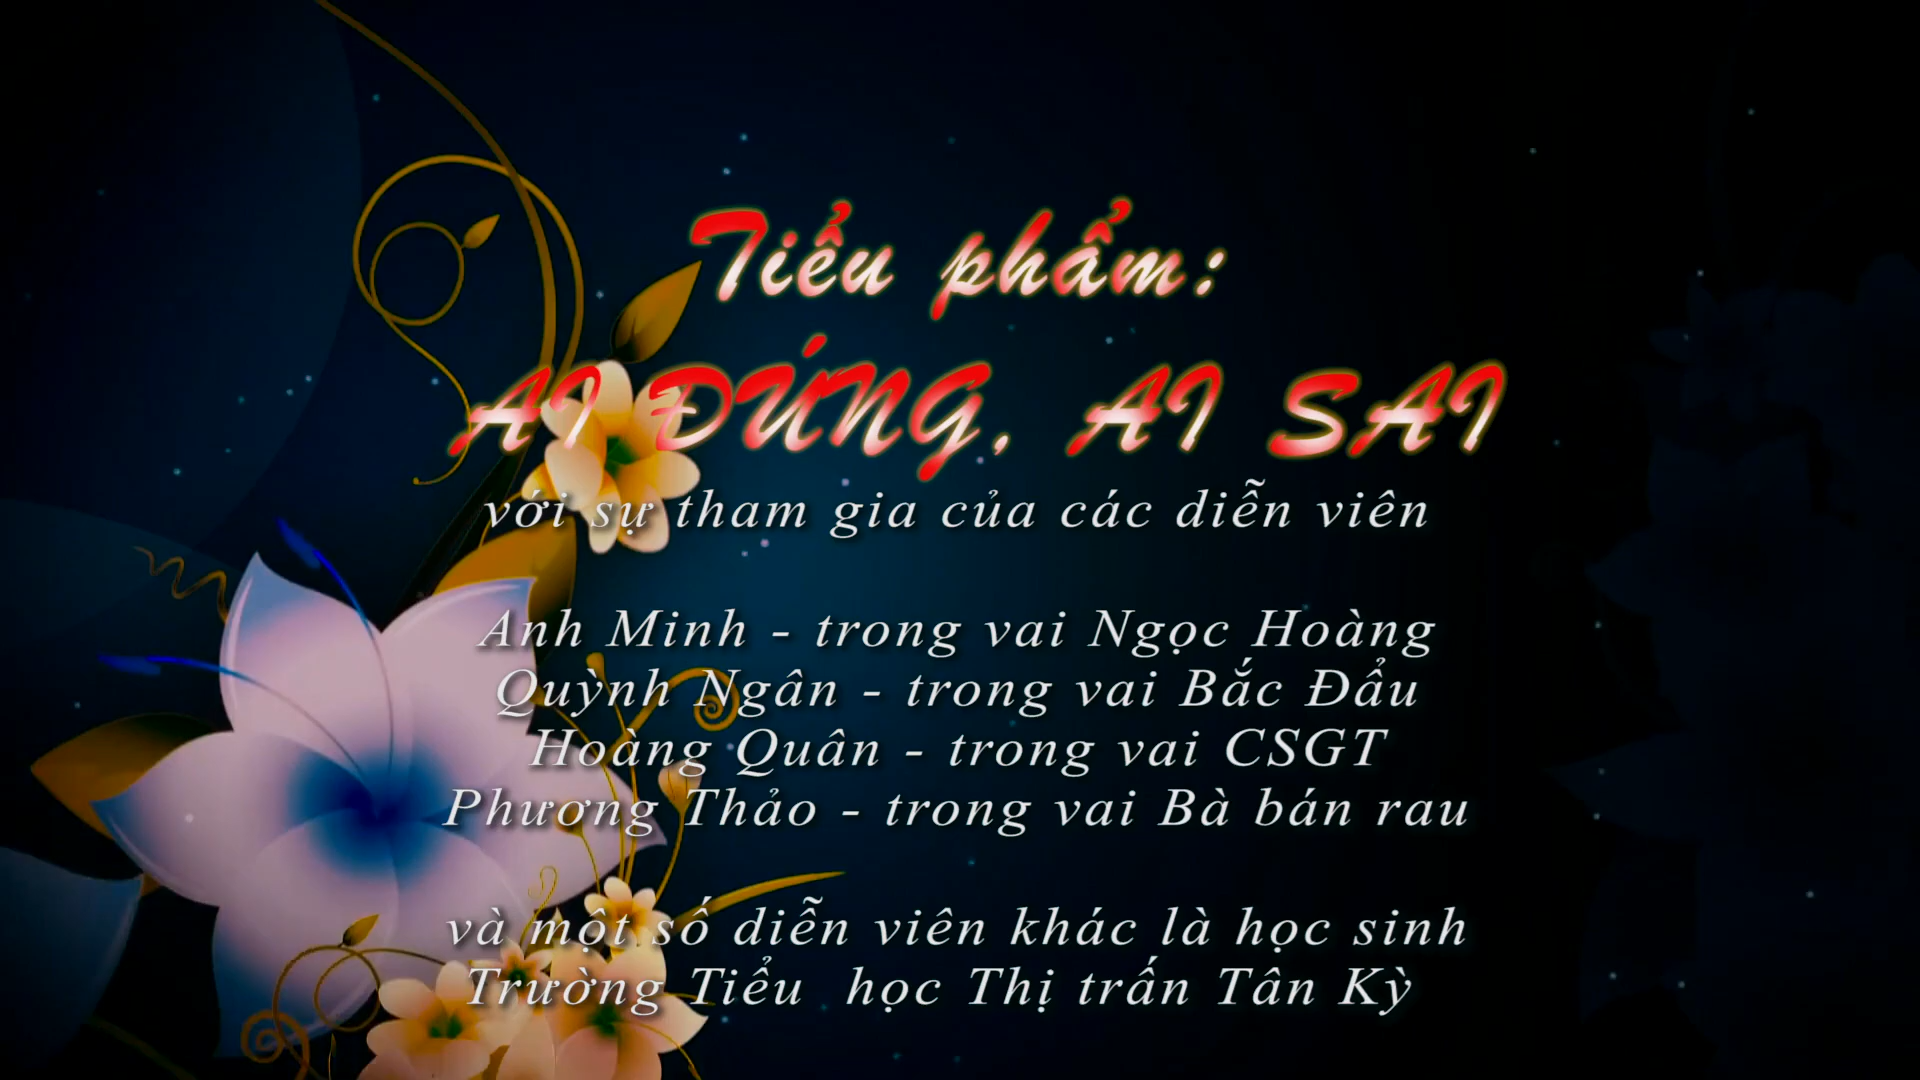 Tiểu phẩm:
AI ĐÚNG, AI SAI
với sự tham gia của các diễn viên
Anh Minh - trong vai Ngọc Hoàng
Quỳnh Ngân - trong vai Bắc Đẩu
Hoàng Quân - trong vai CSGT
Phương Thảo - trong vai Bà bán rau
và một số diễn viên khác là học sinh
Trường Tiểu học Thị trấn Tân Kỳ